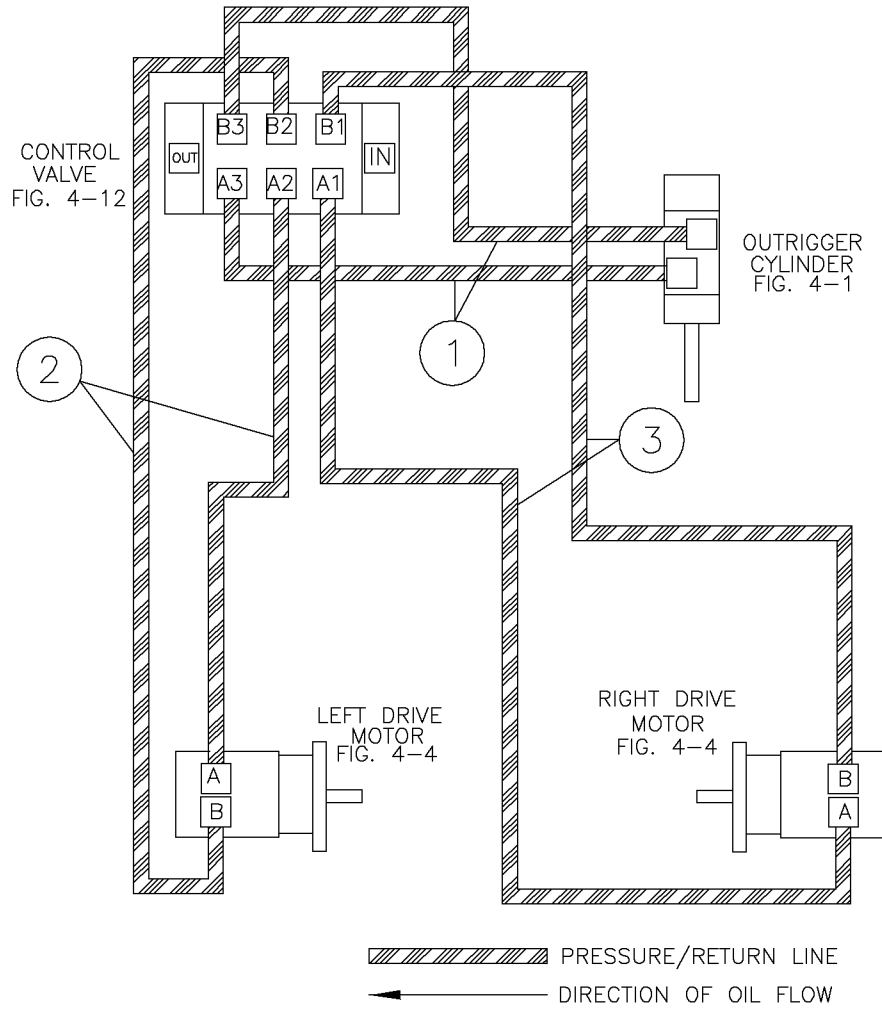 B3
B2
B1
OUT
IN
A3
A2
A1
CONTROL
VALVE
FIG. 4-12
OUTRIGGER
CYLINDER
FIG. 4-1
1
2
3
LEFT DRIVE
MOTOR
FIG. 4-4
RIGHT DRIVE
MOTOR
FIG. 4-4
A
B
B
A
PRESSURE/RETURN LINE
DIRECTION OF OIL FLOW